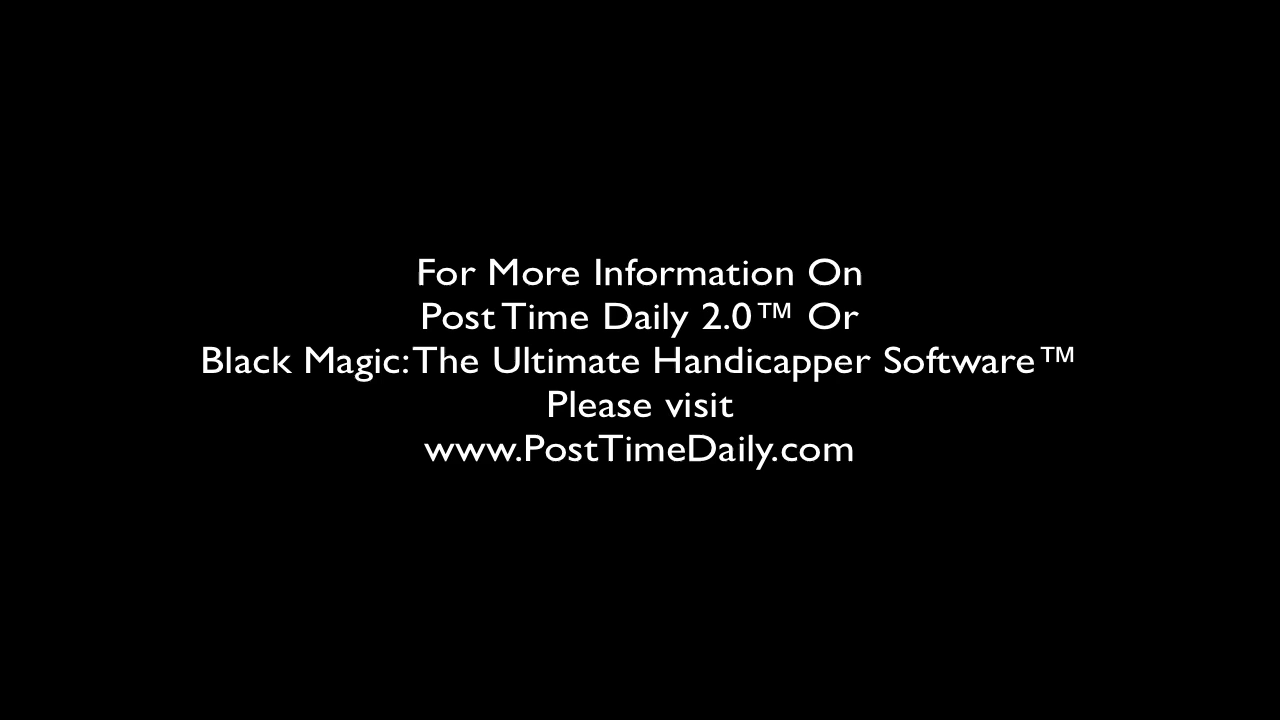 For More Information On
Post Time Daily 2.0™ Or
Black Magic: The Ultimate Handicapper Software™
Please visit
www.PostTimeDaily.com